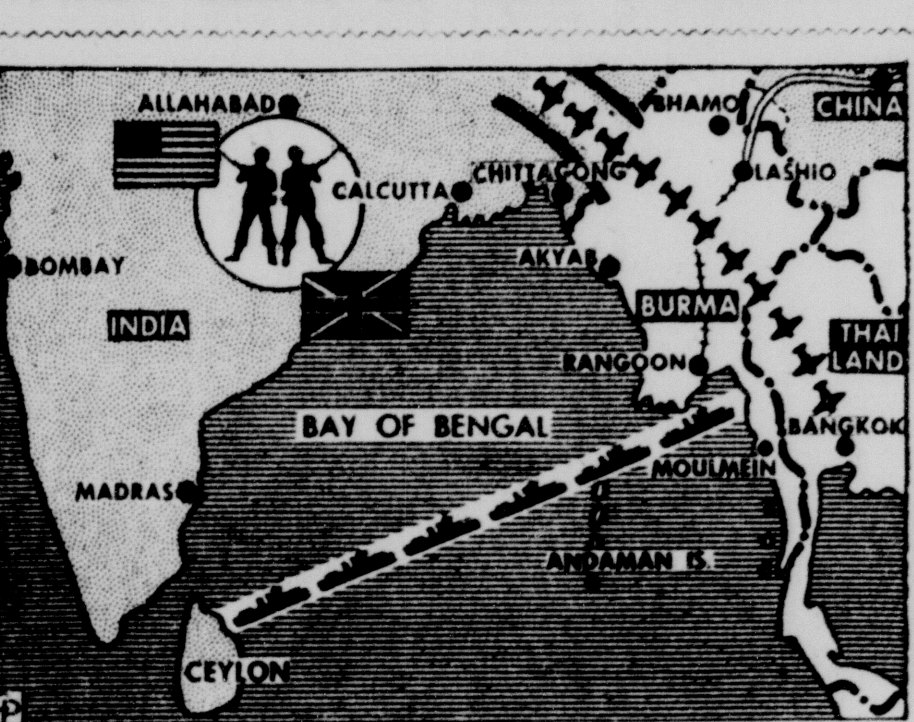 ALLAHABAD
BHAMO
CHINA
CHITTAGONG
LASHIO
CALCUTTA
AKYAB
BOMBAY
BURMA
INDIA
THAI
LAND
RANGOON
BAY OF BENGAL
BANGKOK
MOULMEIN
MADRAS
ANDAMAN IS.
CEYLON